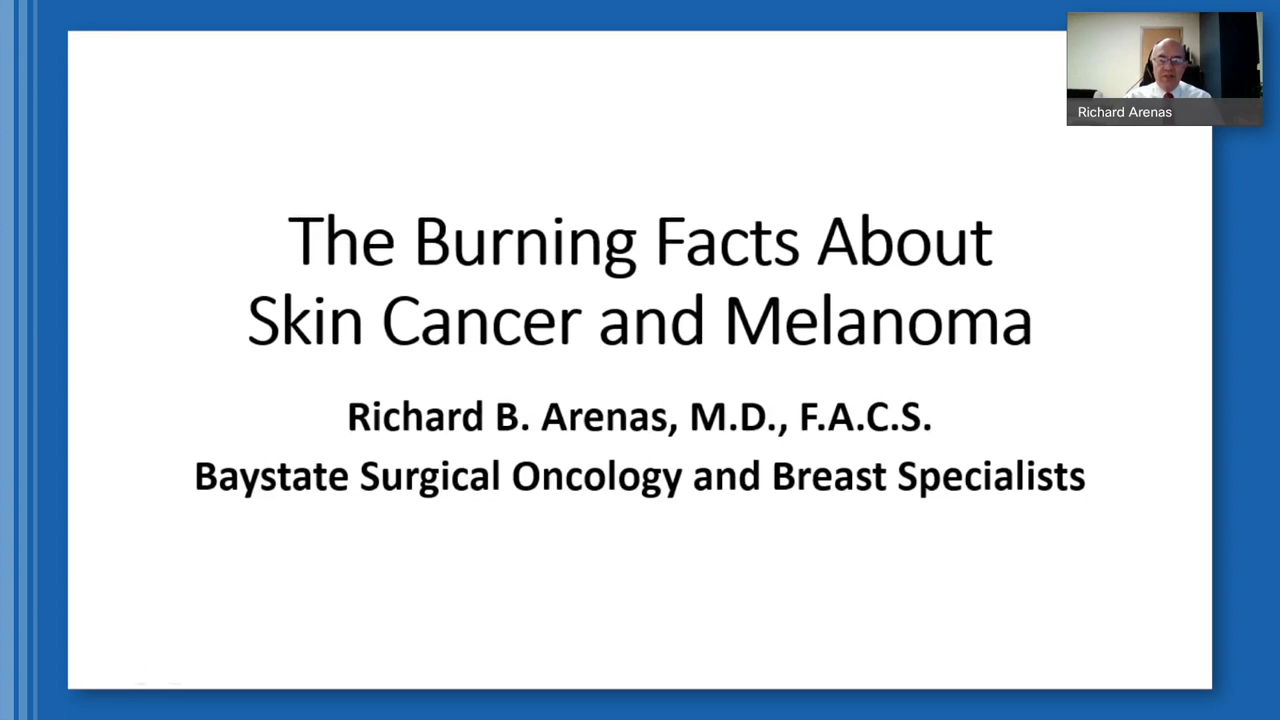 Richard Arenas
The Burning Facts About
Skin Cancer and Melanoma
Richard B. Arenas, M.D., F.A.C.S.
Baystate Surgical Oncology and Breast Specialists